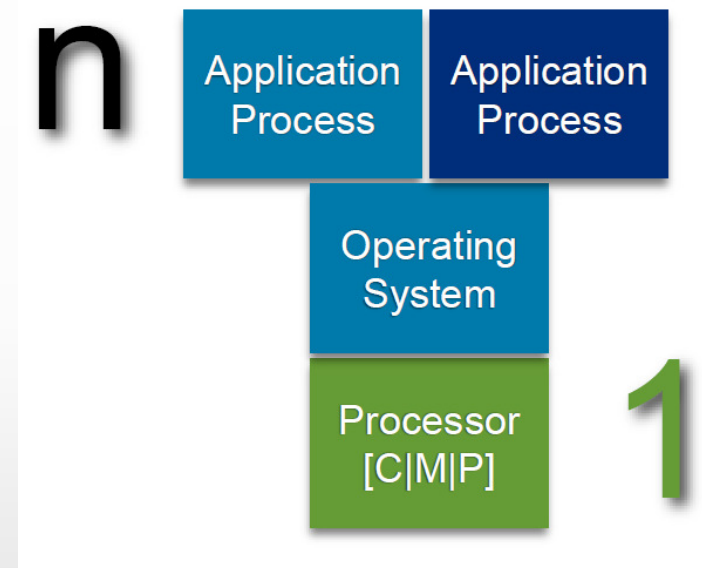 n
Application
Process
Application
Process
Operating
System
Processor
[C|M|P]
1